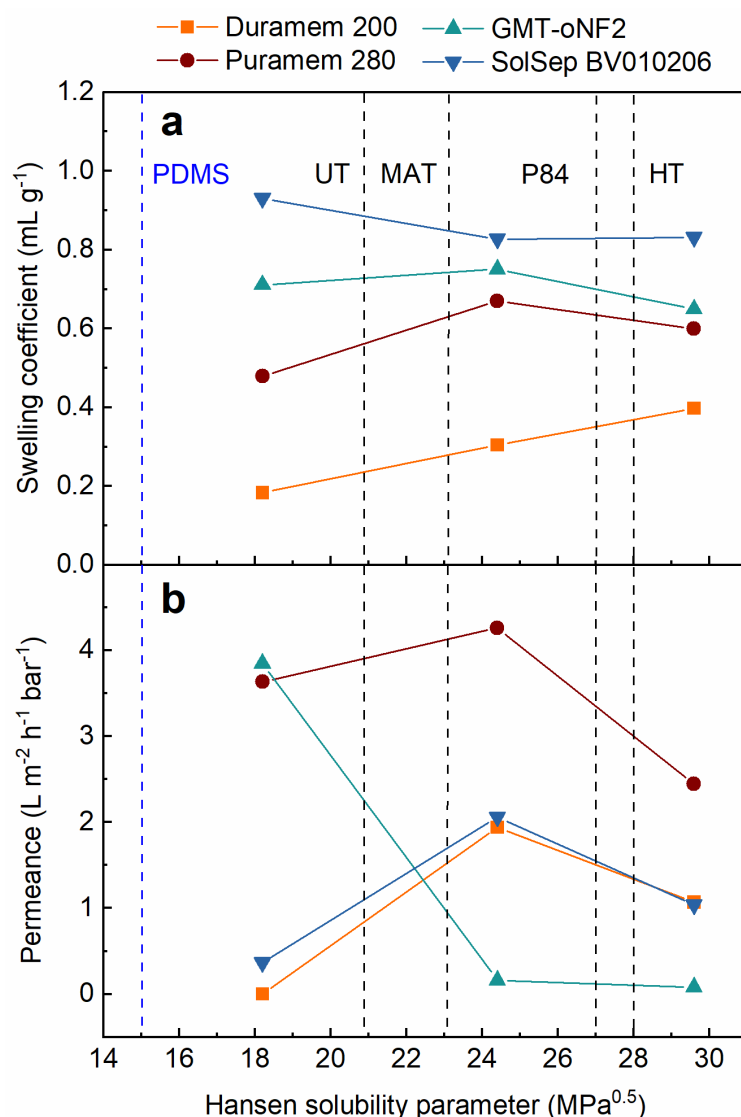 Duramem 200 GMT-oNF2
Puramem 280 SolSep BV010206
1.2
a
1.0
PDMS UT MAT P84 HT
0.8
0.6
0.4
0.2
0.0
Swelling coefficient (mL g⁻¹)
b
4
3
2
1
0
Permeance (L m⁻² h⁻¹ bar⁻¹)
14 16 18 20 22 24 26 28 30
Hansen solubility parameter (MPa⁰·⁵)